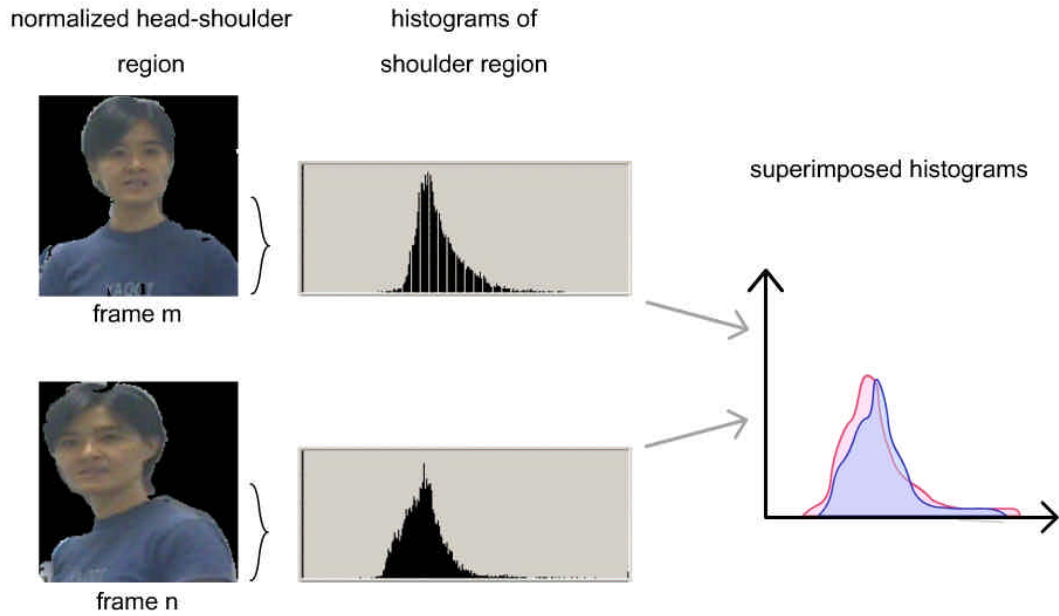 normalized head-shoulder
region
histograms of
shoulder region
superimposed histograms
frame m
frame n